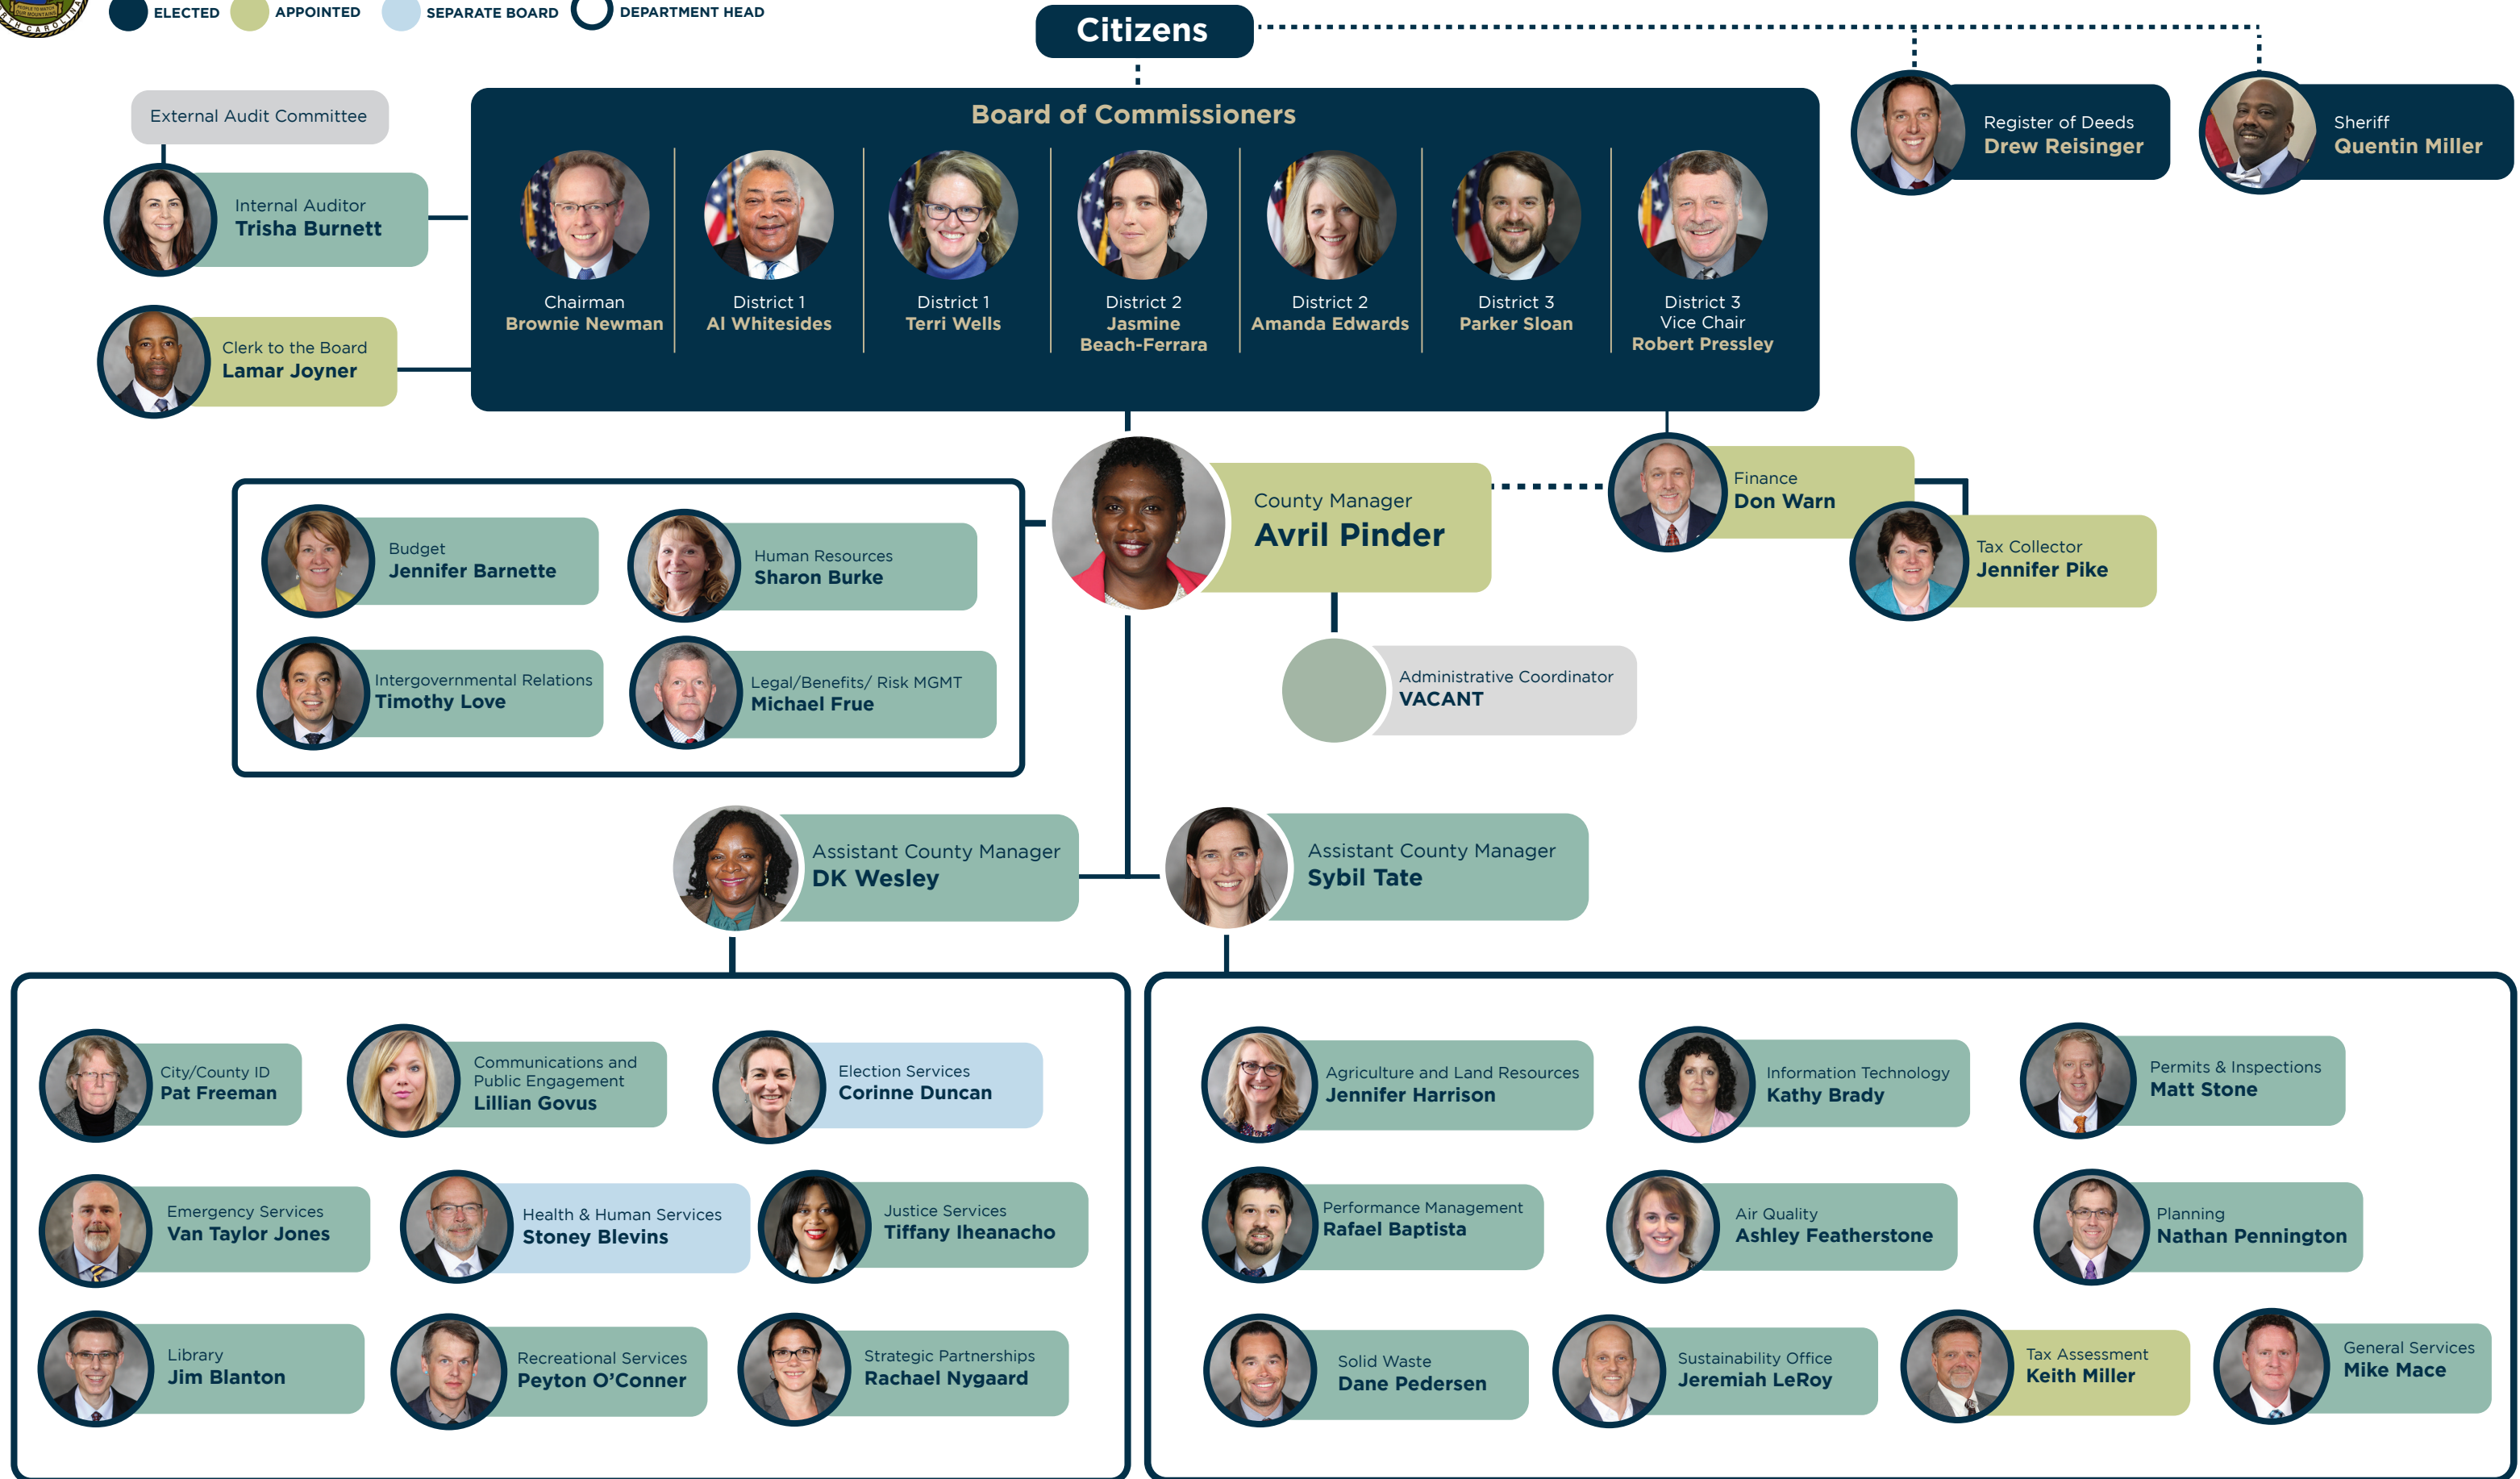 PEOPLE TO MATCH
OUR MOUNTAINS
RTH CAROLINA
ELECTED
APPOINTED
SEPARATE BOARD
DEPARTMENT HEAD
Citizens
External Audit Committee
Internal Auditor
Trisha Burnett
Clerk to the Board
Lamar Joyner
Board of Commissioners
Chairman
Brownie Newman
District 1
Al Whitesides
District 1
Terri Wells
District 2
Jasmine
Beach-Ferrara
District 2
Amanda Edwards
District 3
Parker Sloan
District 3
Vice Chair
Robert Pressley
Register of Deeds
Drew Reisinger
Sheriff
Quentin Miller
County Manager
Avril Pinder
Finance
Don Warn
Tax Collector
Jennifer Pike
Budget
Jennifer Barnette
Human Resources
Sharon Burke
Intergovernmental Relations
Timothy Love
Legal/Benefits/ Risk MGMT
Michael Frue
Administrative Coordinator
VACANT
Assistant County Manager
DK Wesley
Assistant County Manager
Sybil Tate
City/County ID
Pat Freeman
Communications and
Public Engagement
Lillian Govus
Election Services
Corinne Duncan
Emergency Services
Van Taylor Jones
Health & Human Services
Stoney Blevins
Justice Services
Tiffany Iheanacho
Library
Jim Blanton
Recreational Services
Peyton O’Conner
Strategic Partnerships
Rachael Nygaard
Agriculture and Land Resources
Jennifer Harrison
Information Technology
Kathy Brady
Permits & Inspections
Matt Stone
Performance Management
Rafael Baptista
Air Quality
Ashley Featherstone
Planning
Nathan Pennington
Solid Waste
Dane Pedersen
Sustainability Office
Jeremiah LeRoy
Tax Assessment
Keith Miller
General Services
Mike Mace